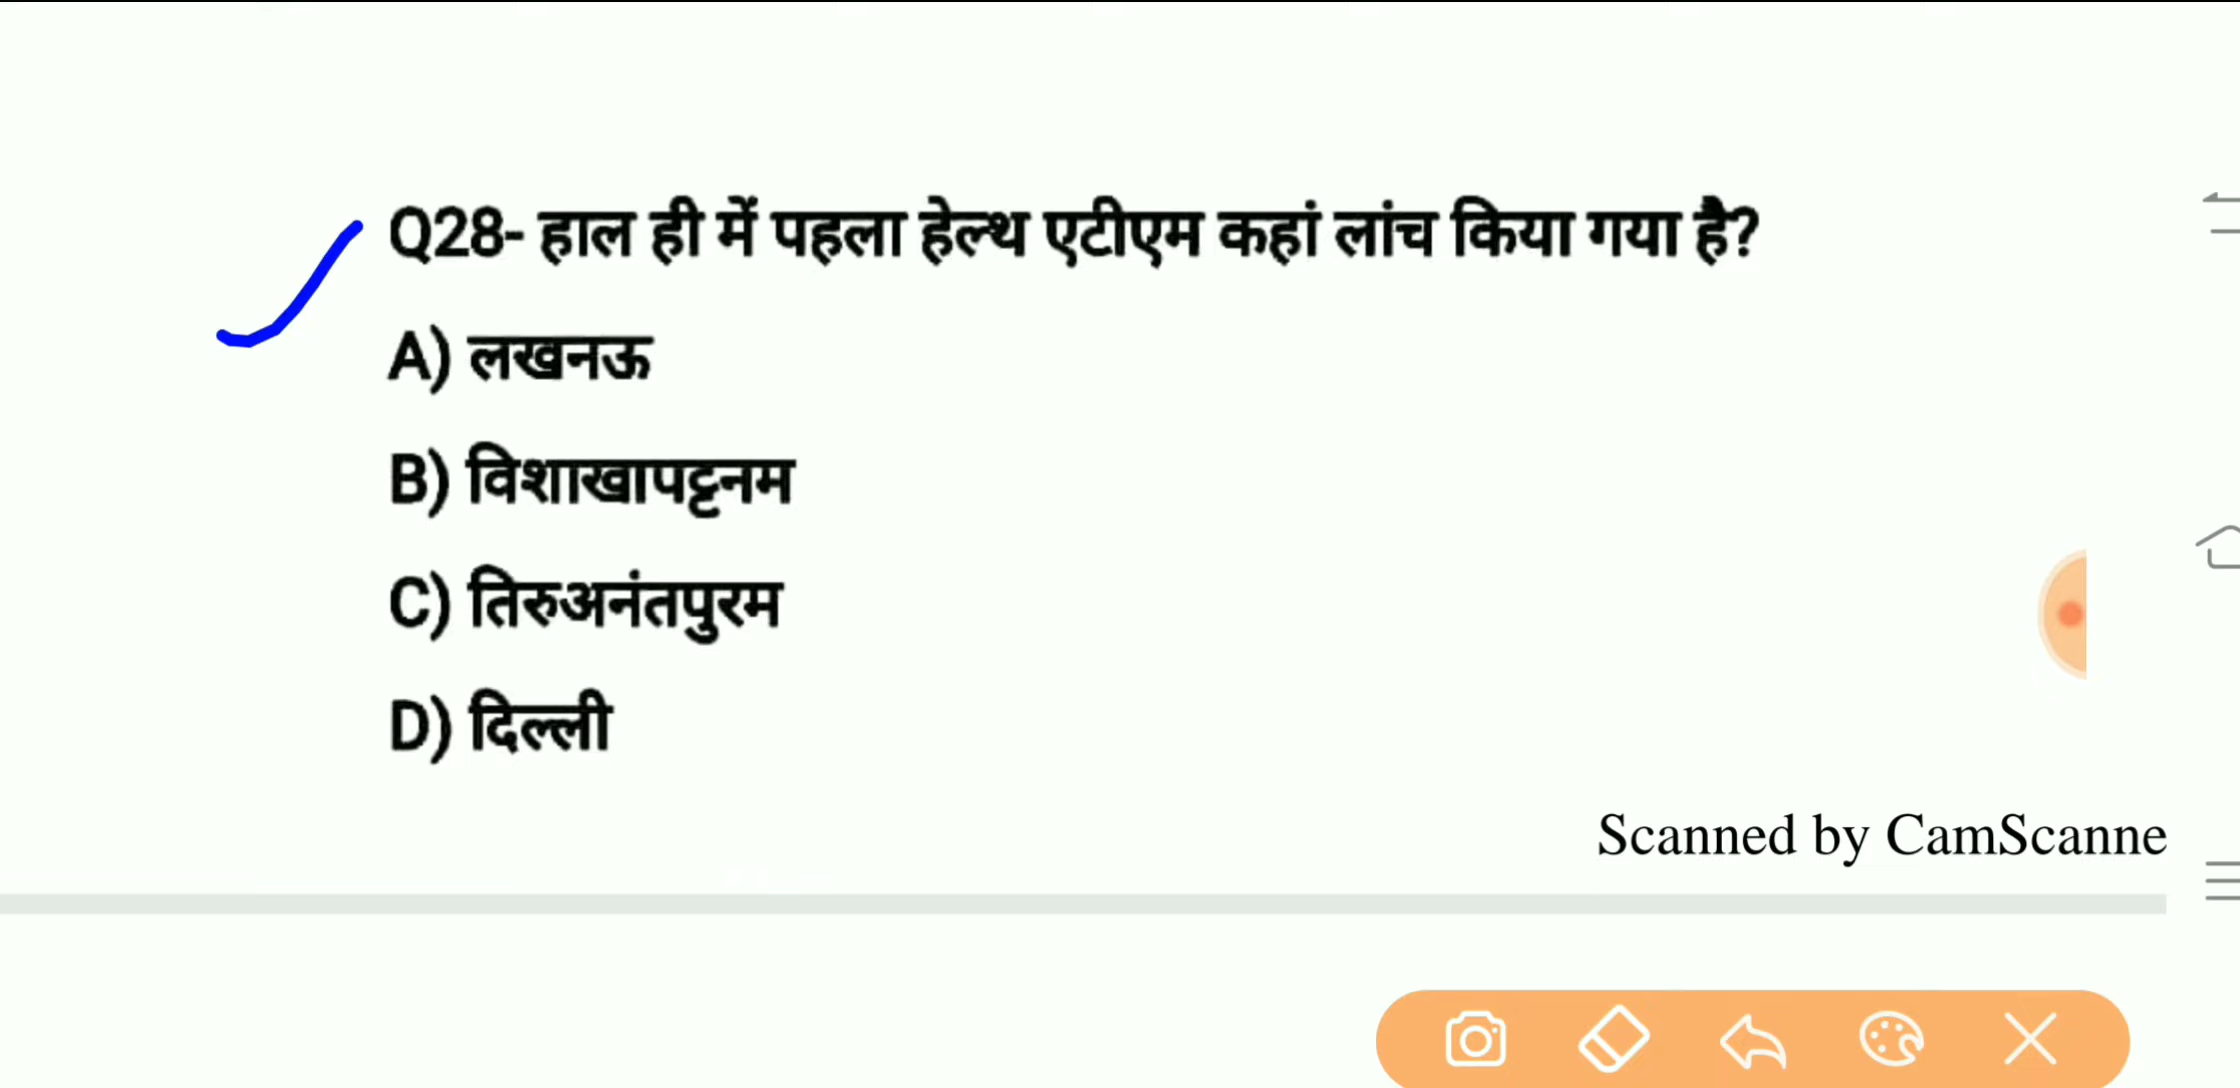 Q28- हाल ही में पहला हेल्थ एटीएम कहां लांच किया गया है?
A) लखनऊ
B) विशाखापट्टनम
C) तिरुअनंतपुरम
D) दिल्ली
Scanned by CamScanne